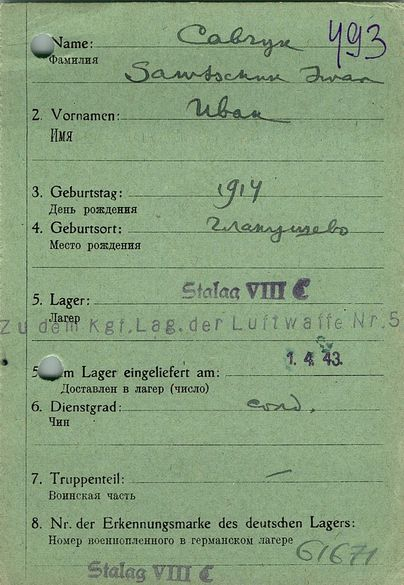 Name: Савчук 493
Фамилия
Sawtschuk Iwan
2. Vornamen: Иван
Имя
3. Geburtstag: 1914
День рождения
4. Geburtsort:
Место рождения
5. Lager: Stalag VIII C
Лагер
Zu dem Kgf. Lag. der Luftwaffe Nr. 5
5 m Lager eingeliefert am: 1. 4. 43.
Доставлен в лагер (число)
6. Dienstgrad: солд.
Чин
7. Truppenteil: —
Воинская часть
8. Nr. der Erkennungsmarke des deutschen Lagers:
Номер военнопленного в германском лагере 61671
Stalag VIII C